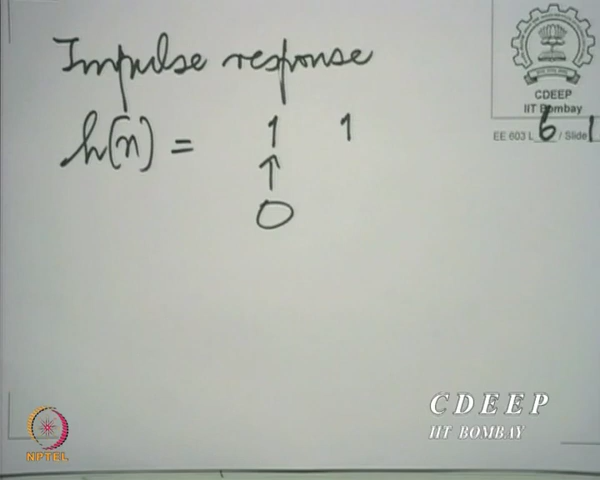 Impulse response
h[n] = 1 1
↑
0
CDEEP
IIT Bombay
EE 603 L 6 / Slide 1
CDEEP
IIT BOMBAY
NPTEL